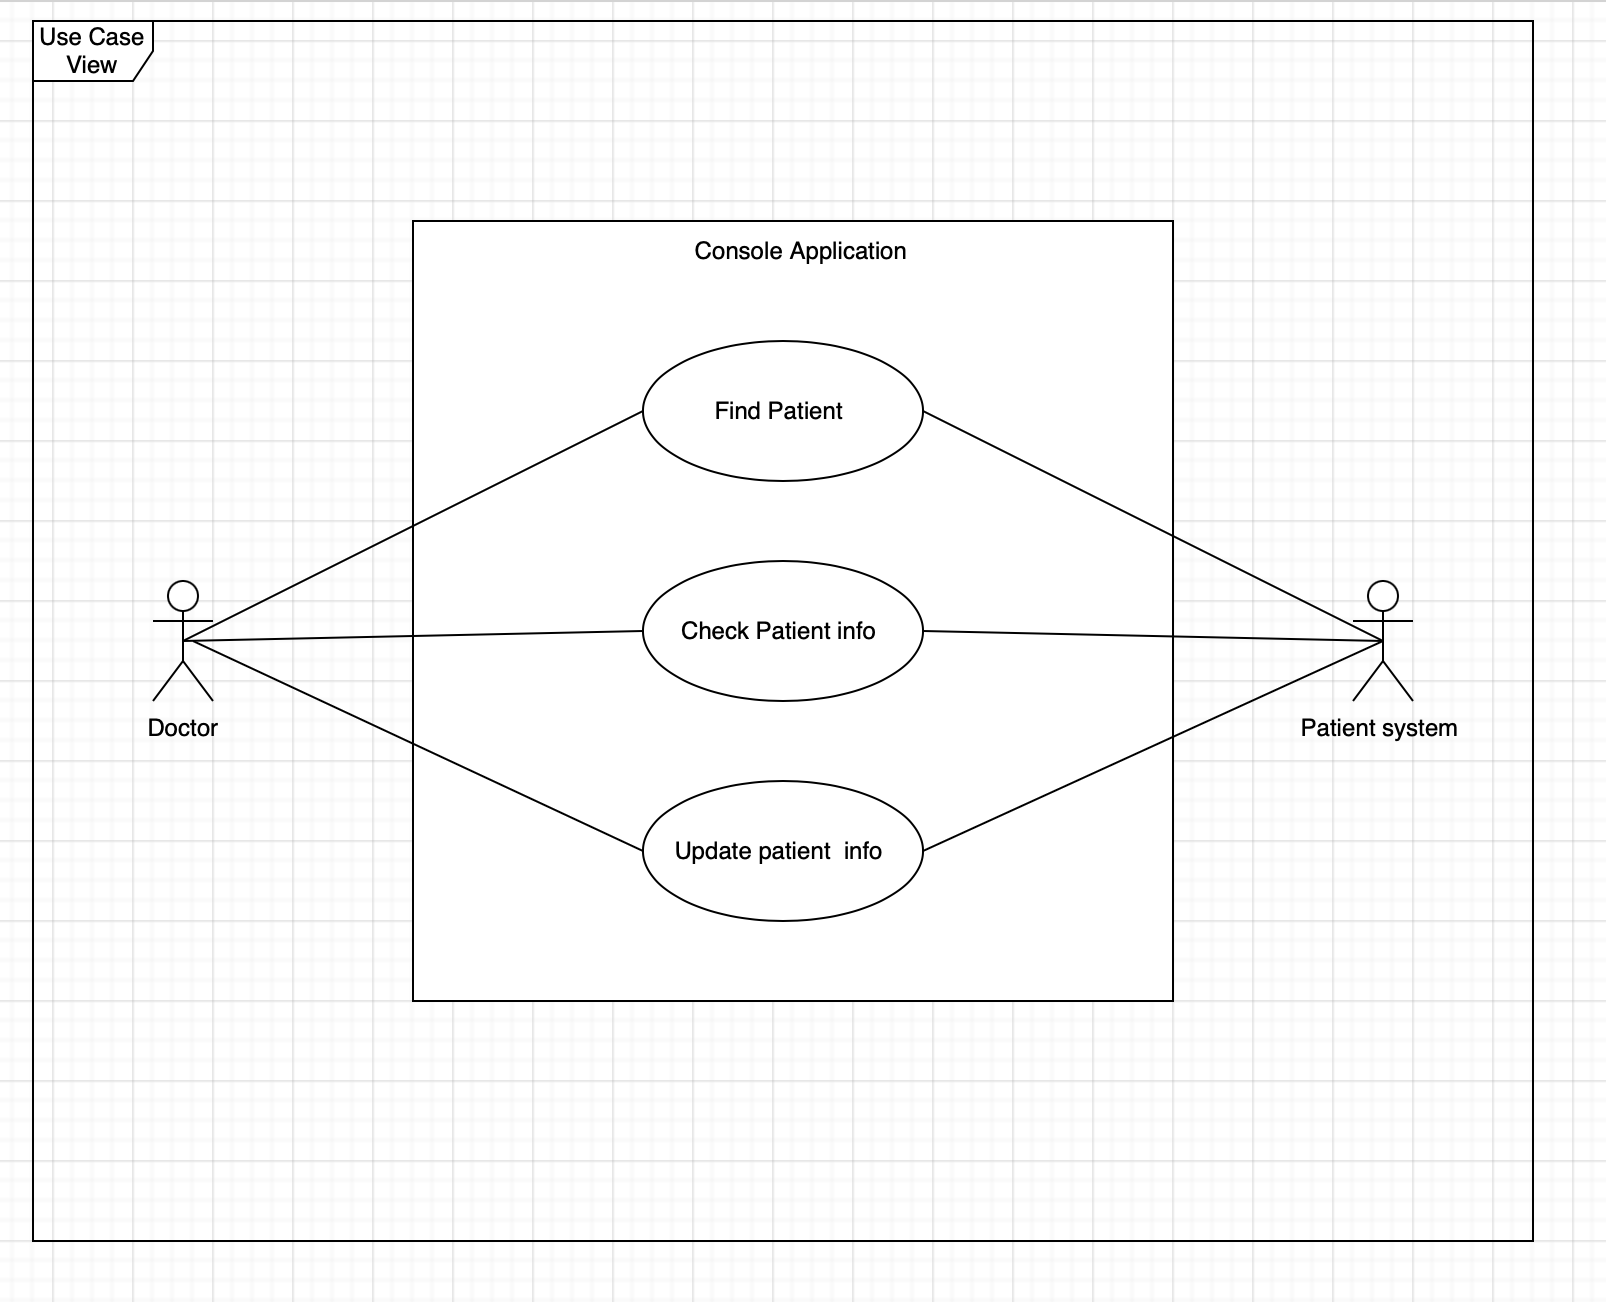 Use Case
View
Console Application
Find Patient
Check Patient info
Doctor
Patient system
Update patient  info